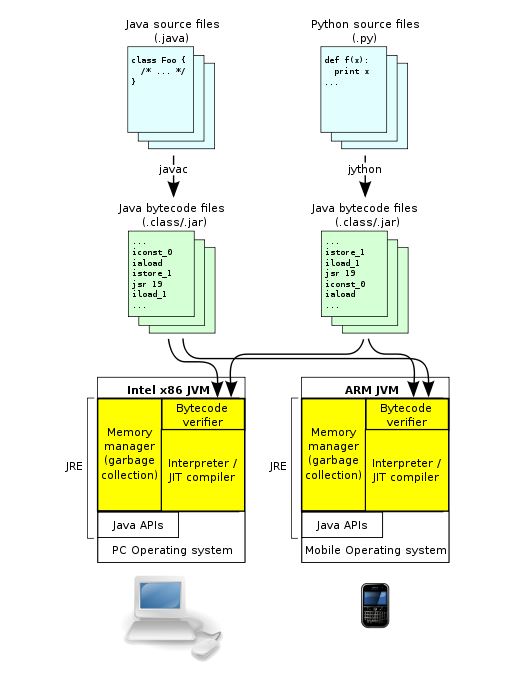 Java source files
(.java)
class Foo {
/* ... */
}
javac
Java bytecode files
(.class/.jar)
...
iconst_0
iaload
istore_1
jsr 19
iload_1
...
Python source files
(.py)
def f(x):
print x
...
jython
Java bytecode files
(.class/.jar)
...
istore_1
iload_1
jsr 19
iconst_0
iaload
...
Intel x86 JVM
JRE
Memory
manager
(garbage
collection)
Bytecode
verifier
Interpreter /
JIT compiler
Java APIs
PC Operating system
ARM JVM
JRE
Memory
manager
(garbage
collection)
Bytecode
verifier
Interpreter /
JIT compiler
Java APIs
Mobile Operating system